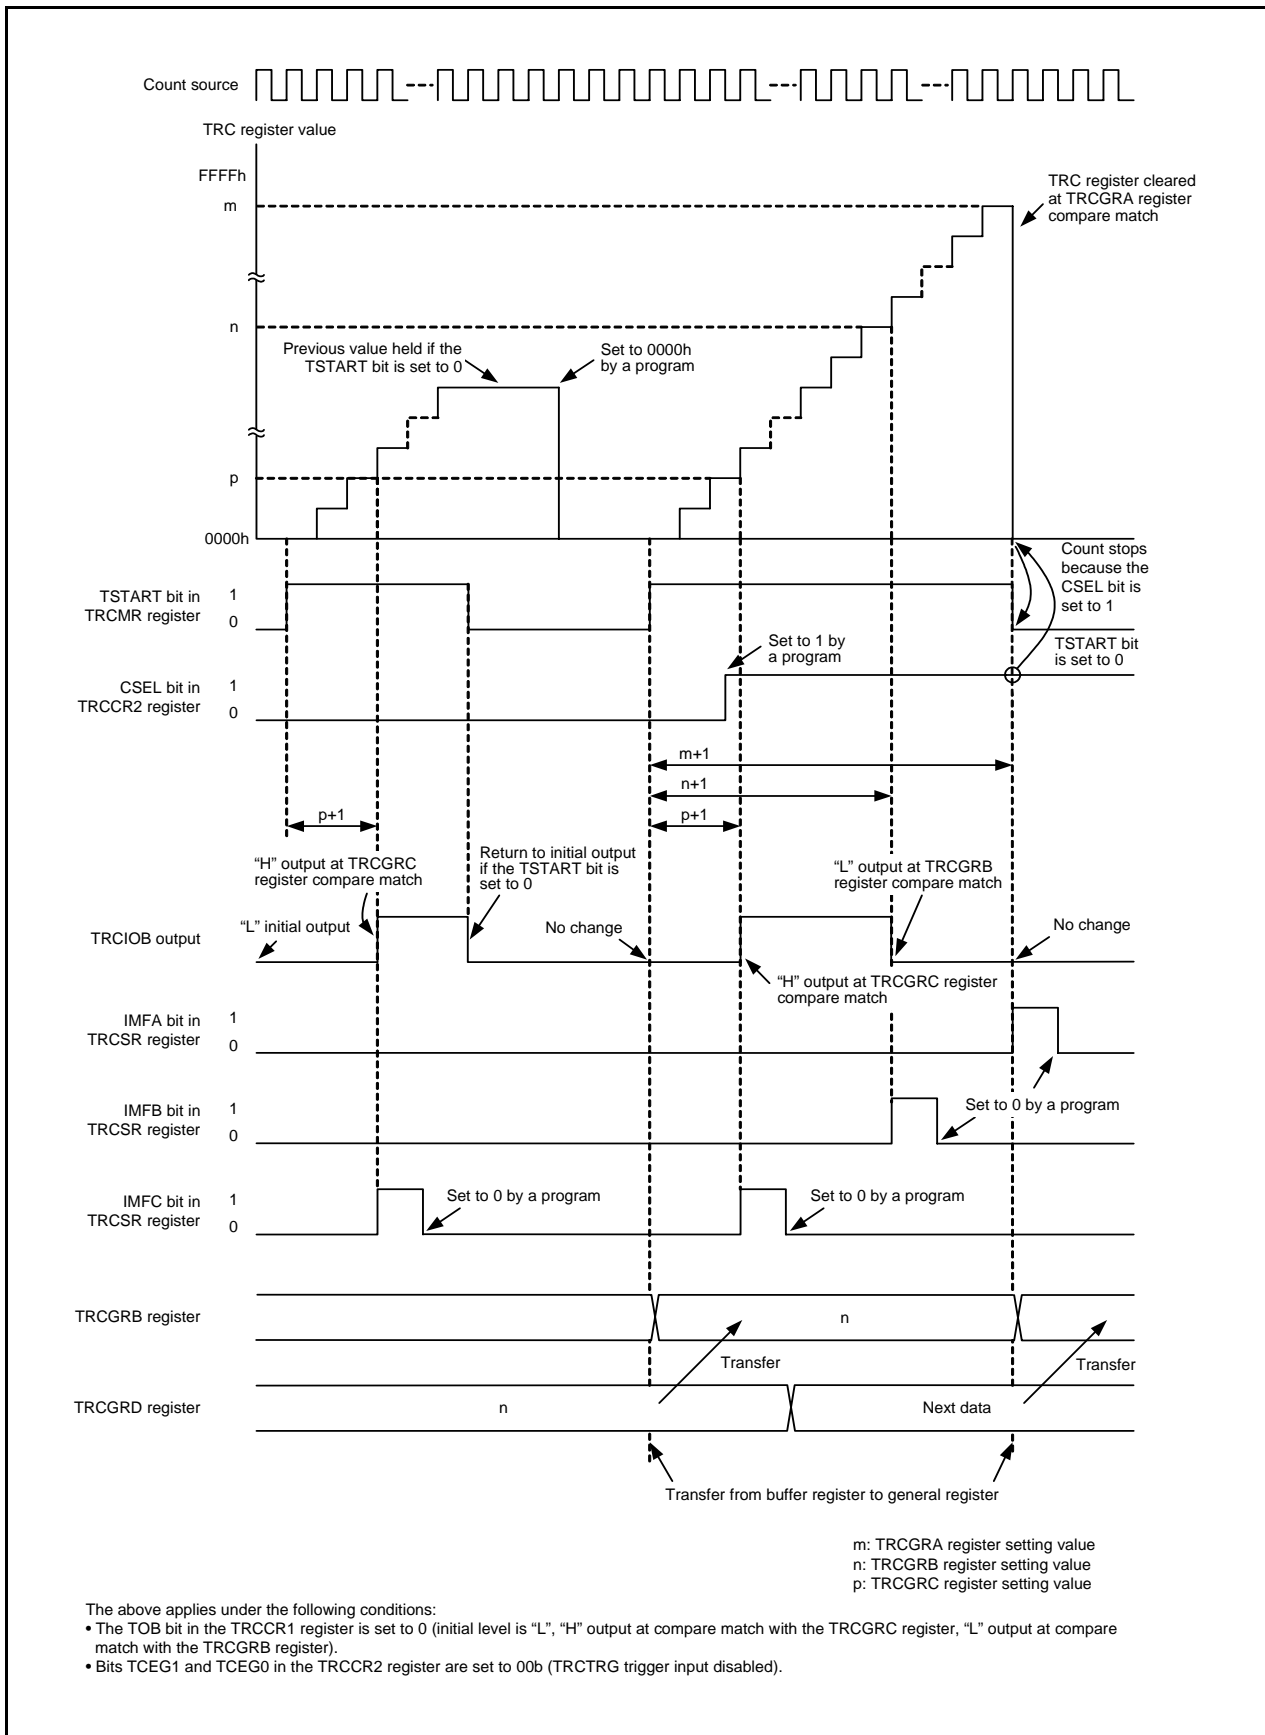 Count source
TRC register value
FFFFh
m
TRC register cleared
at TRCGRA register
compare match
n
Previous value held if the
TSTART bit is set to 0
Set to 0000h
by a program
p
0000h
Count stops
because the
CSEL bit is
set to 1
TSTART bit in
TRCMR register
1
0
TSTART bit
is set to 0
Set to 1 by
a program
CSEL bit in
TRCCR2 register
1
0
m+1
n+1
p+1
p+1
“H” output at TRCGRC
register compare match
Return to initial output
if the TSTART bit is
set to 0
“L” output at TRCGRB
register compare match
TRCIOB output
“L” initial output
No change
No change
“H” output at TRCGRC register
compare match
IMFA bit in
TRCSR register
1
0
IMFB bit in
TRCSR register
1
0
Set to 0 by a program
IMFC bit in
TRCSR register
1
0
Set to 0 by a program
Set to 0 by a program
TRCGRB register
n
Transfer
Transfer
TRCGRD register
n
Next data
Transfer from buffer register to general register
m: TRCGRA register setting value
n: TRCGRB register setting value
p: TRCGRC register setting value
The above applies under the following conditions:
• The TOB bit in the TRCCR1 register is set to 0 (initial level is “L”, “H” output at compare match with the TRCGRC register, “L” output at compare
match with the TRCGRB register).
• Bits TCEG1 and TCEG0 in the TRCCR2 register are set to 00b (TRCTRG trigger input disabled).